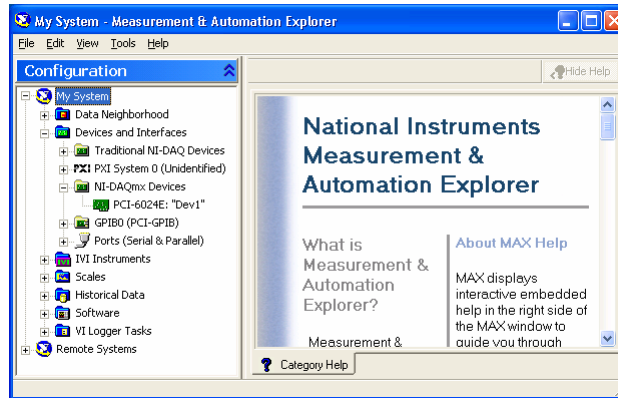 My System - Measurement & Automation Explorer
File Edit View Tools Help
Configuration
Hide Help
My System
Data Neighborhood
Devices and Interfaces
Traditional NI-DAQ Devices
PXI PXI System 0 (Unidentified)
NI-DAQmx Devices
PCI-6024E: "Dev1"
GPIB0 (PCI-GPIB)
Ports (Serial & Parallel)
IVI Instruments
Scales
Historical Data
Software
VI Logger Tasks
Remote Systems
National Instruments
Measurement &
Automation Explorer
What is
Measurement &
Automation
Explorer?
Measurement &
About MAX Help
MAX displays
interactive embedded
help in the right side of
the MAX window to
guide you through
Category Help